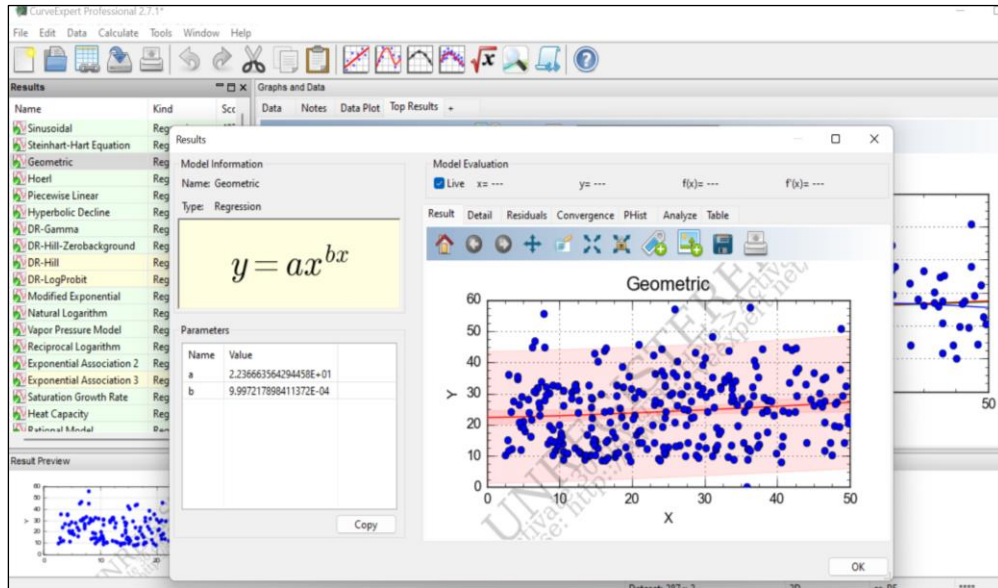 CurveExpert Professional 2.7.1*
File Edit Data Calculate Tools Window Help
Results
Graphs and Data
Name Kind
Data Notes Data Plot Top Results +
Sinusoidal
Steinhart-Hart Equation Reg
Geometric Reg
Hoerl Reg
Piecewise Linear Reg
Hyperbolic Decline Reg
DR-Gamma Reg
DR-Hill-Zerobackground Reg
DR-Hill Reg
DR-LogProbit Reg
Modified Exponential Reg
Natural Logarithm Reg
Vapor Pressure Model Reg
Reciprocal Logarithm Reg
Exponential Association 2 Reg
Exponential Association 3 Reg
Saturation Growth Rate Reg
Heat Capacity Reg
Rational Model
Result Preview
Results
Model Information
Name: Geometric
Type: Regression
y = ax^{bx}
Parameters
Name Value
a 2.236663564294458E+01
b 9.997217898411372E-04
Copy
Model Evaluation
Live x= --- y= --- f(x)= --- f'(x)= ---
Result Detail Residuals Convergence PHist Analyze Table
Geometric
60
50
40
30
20
10
0
Y
0 10 20 30 40 50
X
UNREGISTERED
OK
50